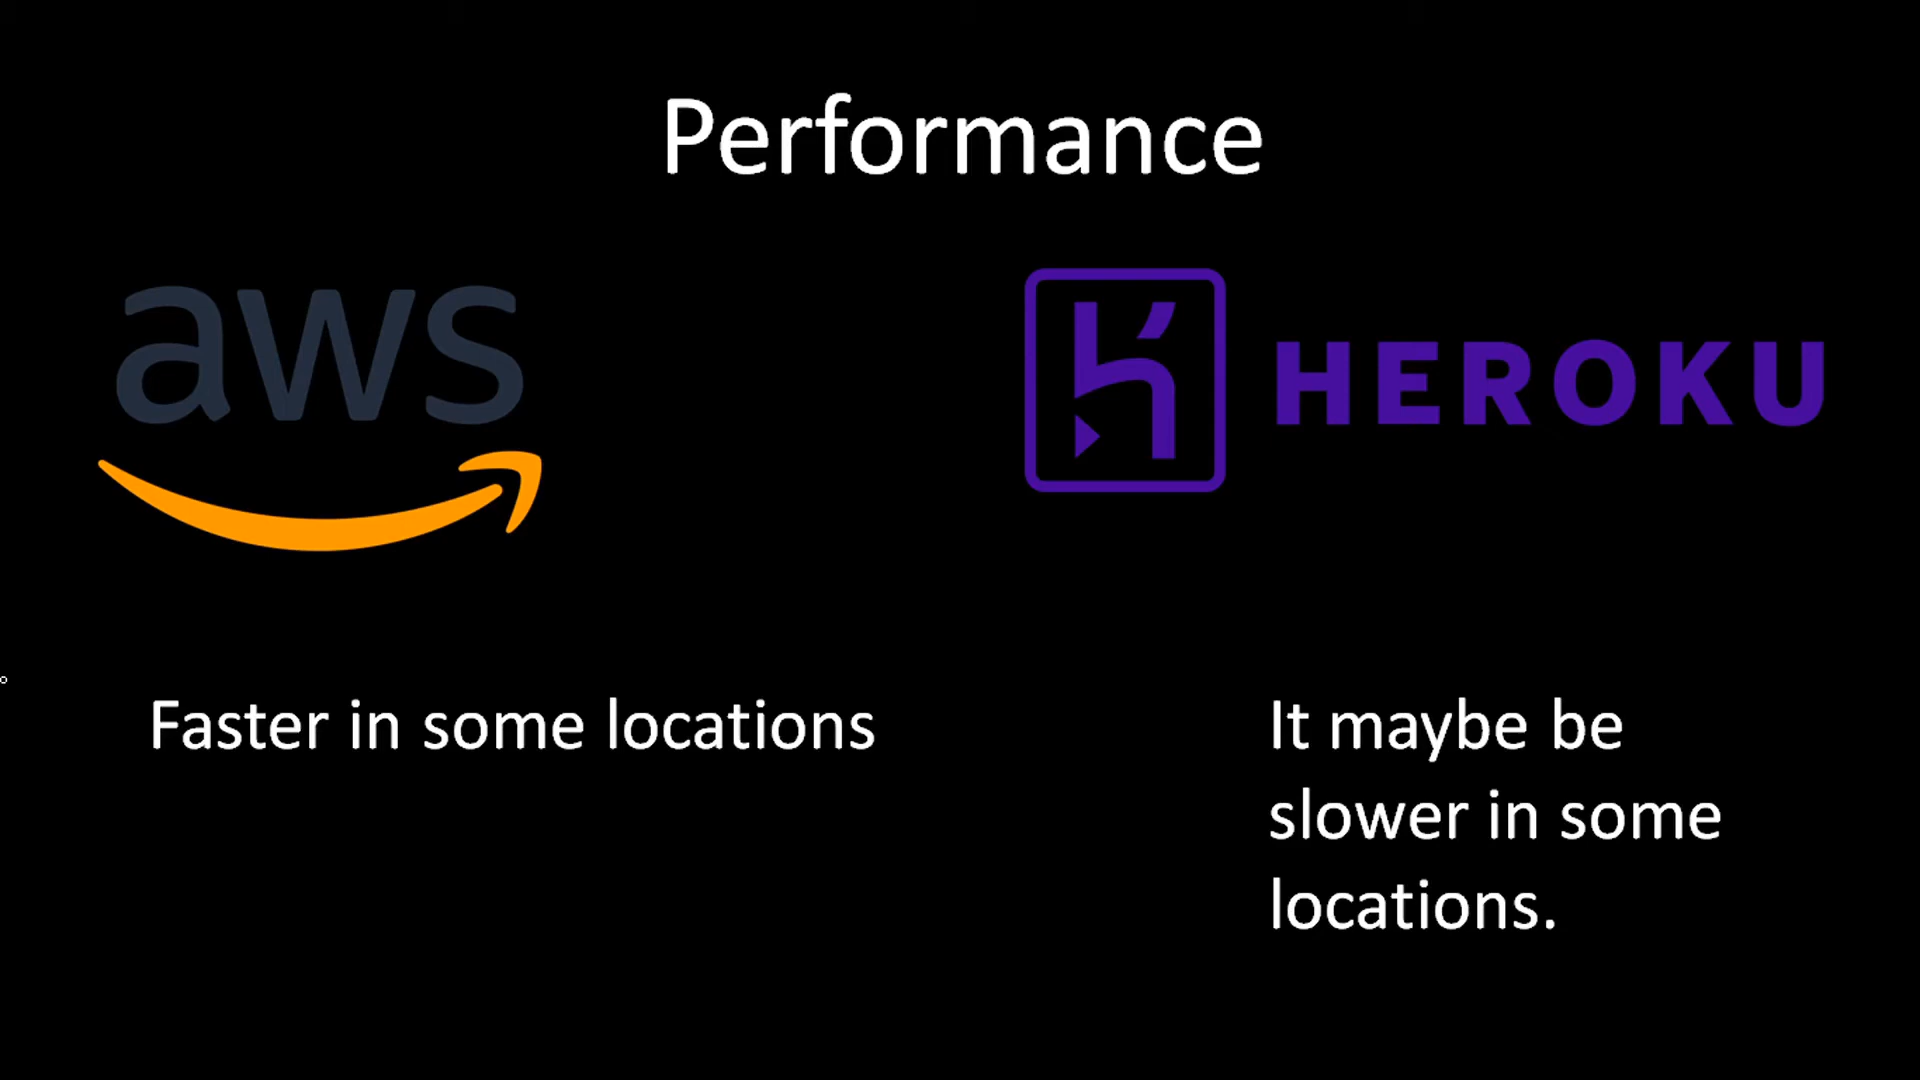 Performance
aws
HEROKU
Faster in some locations
It maybe be
slower in some
locations.